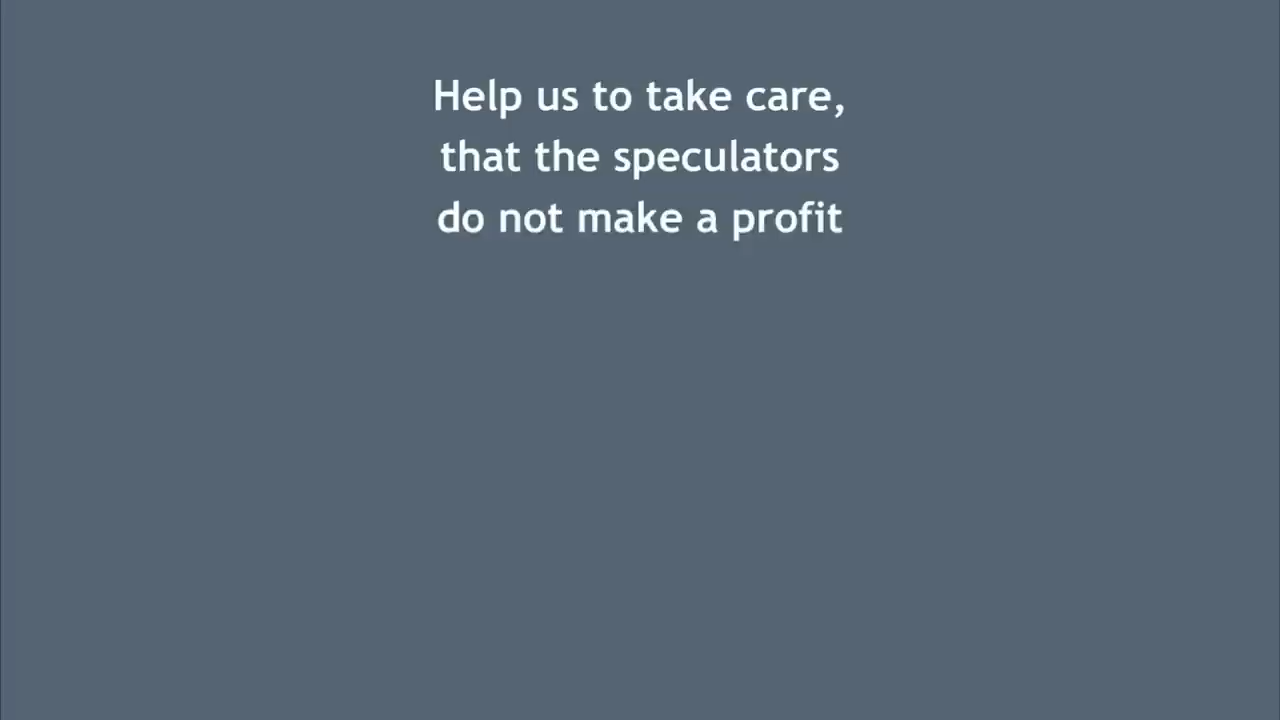 Help us to take care,
that the speculators
do not make a profit